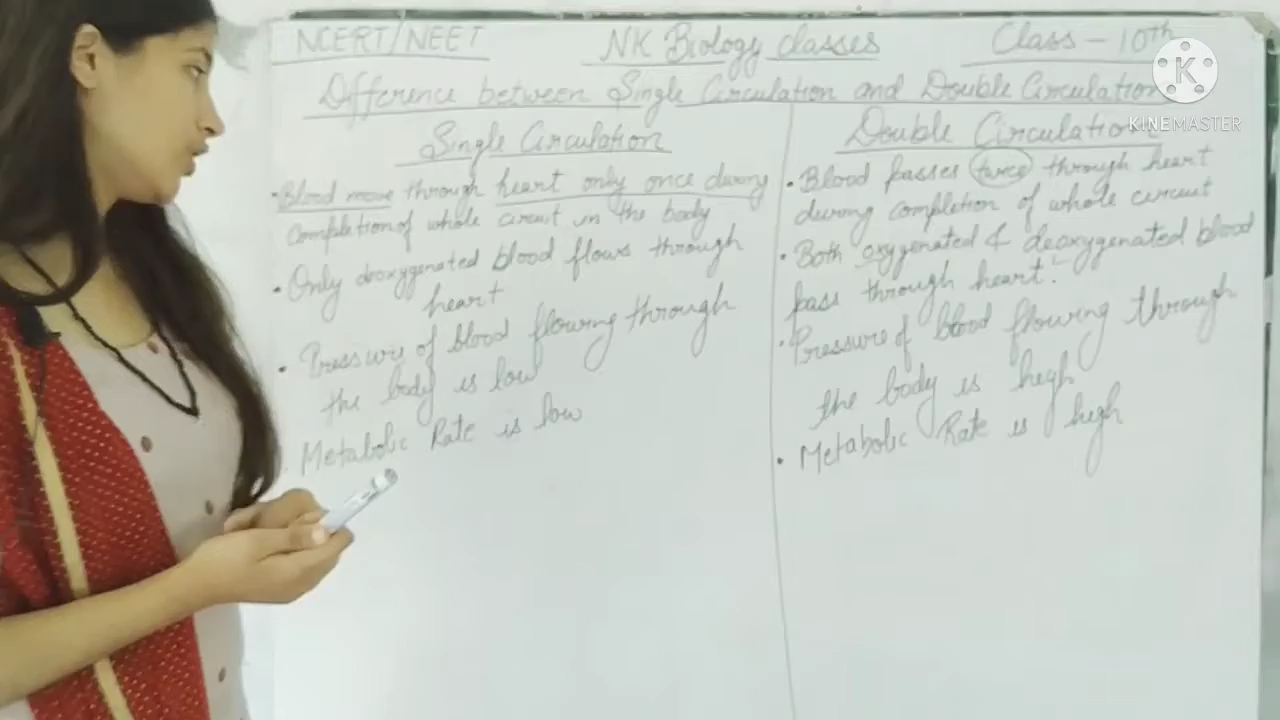 NCERT/NEET NK Biology classes Class - 10th
K
KINEMASTER
Difference between Single Circulation and Double Circulation
Single Circulation
• Blood move through heart only once during
completion of whole circuit in the body
• Only deoxygenated blood flows through
heart
• Pressure of blood flowing through
the body is low
Metabolic Rate is low
Double Circulation
• Blood passes twice through heart
during completion of whole circuit
• Both oxygenated & deoxygenated blood
pass through heart.
• Pressure of blood flowing through
the body is high
• Metabolic Rate is high